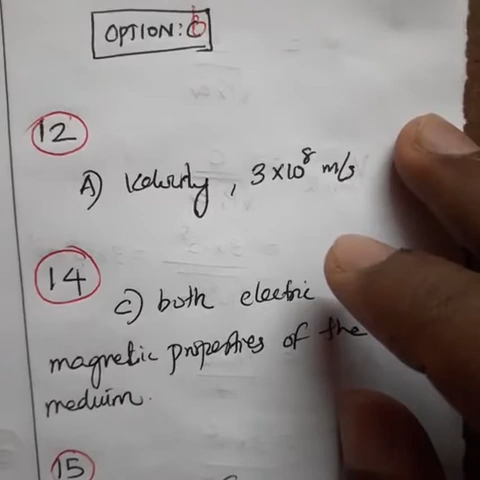 OPTION: b
12
A) Velocity, 3×10⁸ m/s
14
c) both electric
magnetic properties of the
medium.
15